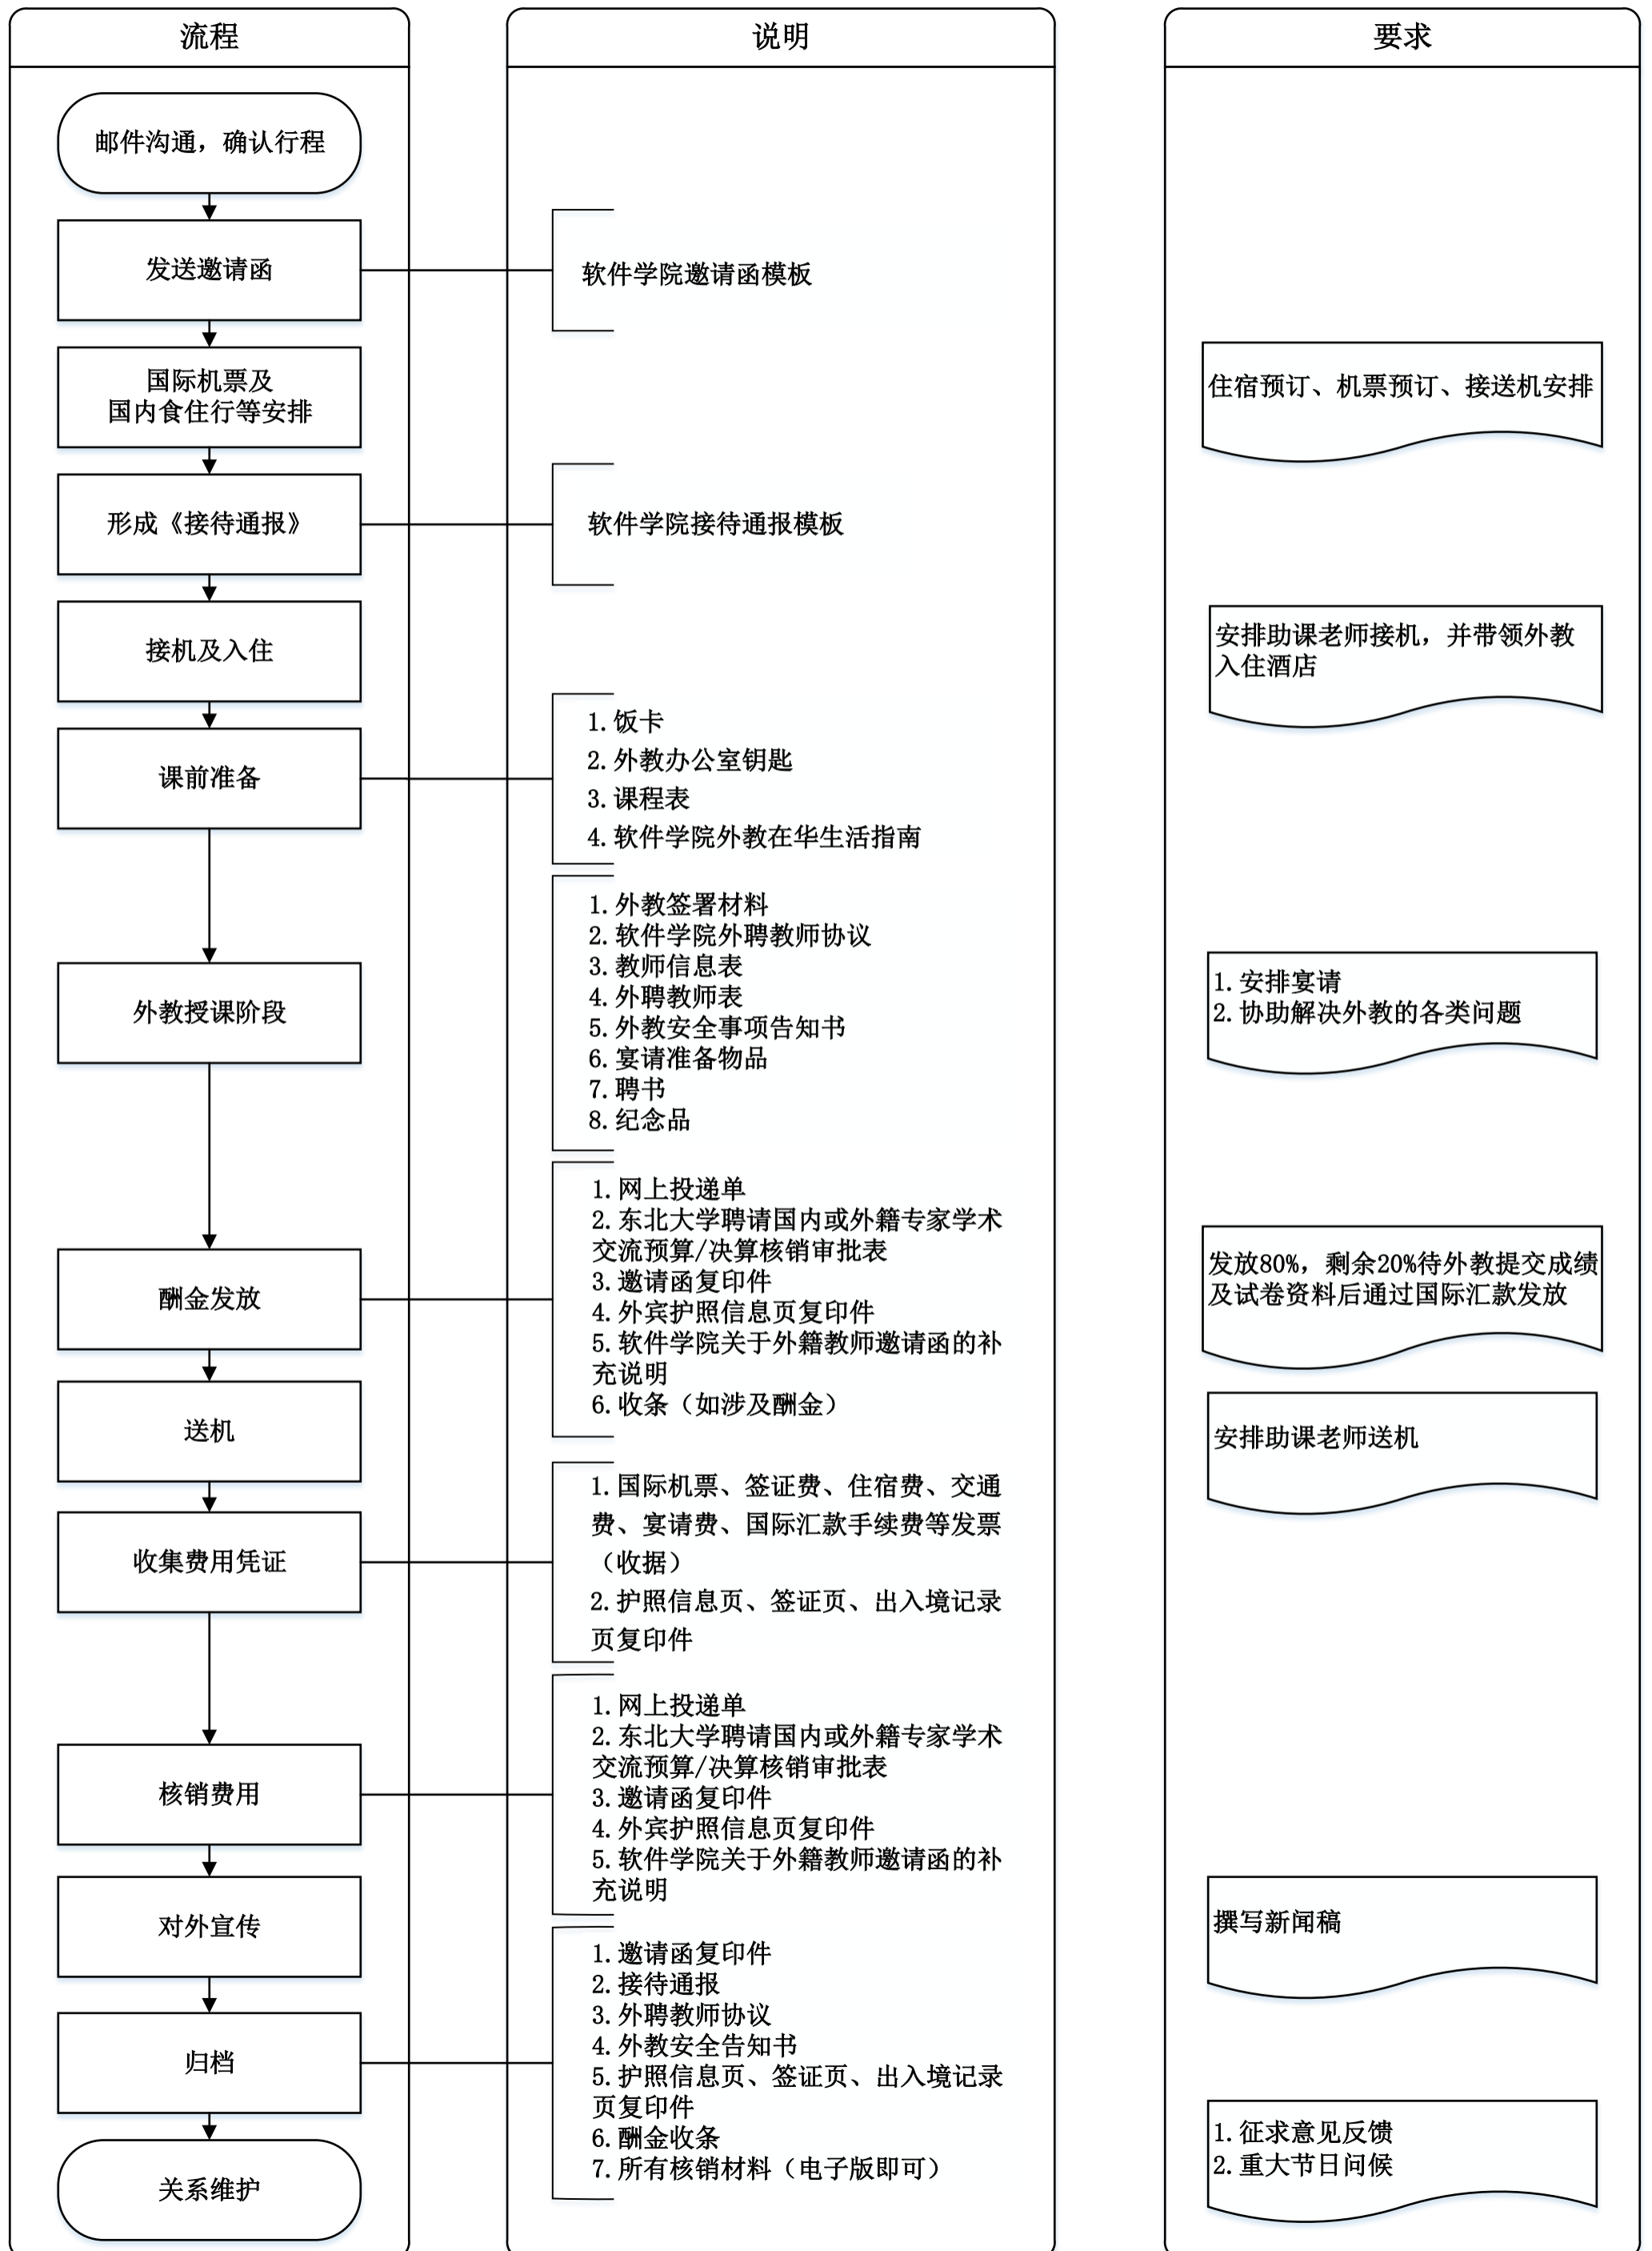 流程
邮件沟通，确认行程
发送邀请函
国际机票及
国内食住行等安排
形成《接待通报》
接机及入住
课前准备
外教授课阶段
酬金发放
送机
收集费用凭证
核销费用
对外宣传
归档
关系维护
说明
软件学院邀请函模板
软件学院接待通报模板
1.饭卡
2.外教办公室钥匙
3.课程表
4.软件学院外教在华生活指南
1.外教签署材料
2.软件学院外聘教师协议
3.教师信息表
4.外聘教师表
5.外教安全事项告知书
6.宴请准备物品
7.聘书
8.纪念品
1.网上投递单
2.东北大学聘请国内或外籍专家学术
交流预算/决算核销审批表
3.邀请函复印件
4.外宾护照信息页复印件
5.软件学院关于外籍教师邀请函的补
充说明
6.收条（如涉及酬金）
1.国际机票、签证费、住宿费、交通
费、宴请费、国际汇款手续费等发票
（收据）
2.护照信息页、签证页、出入境记录
页复印件
1.网上投递单
2.东北大学聘请国内或外籍专家学术
交流预算/决算核销审批表
3.邀请函复印件
4.外宾护照信息页复印件
5.软件学院关于外籍教师邀请函的补
充说明
1.邀请函复印件
2.接待通报
3.外聘教师协议
4.外教安全告知书
5.护照信息页、签证页、出入境记录
页复印件
6.酬金收条
7.所有核销材料（电子版即可）
要求
住宿预订、机票预订、接送机安排
安排助课老师接机，并带领外教
入住酒店
1.安排宴请
2.协助解决外教的各类问题
发放80%，剩余20%待外教提交成绩
及试卷资料后通过国际汇款发放
安排助课老师送机
撰写新闻稿
1.征求意见反馈
2.重大节日问候